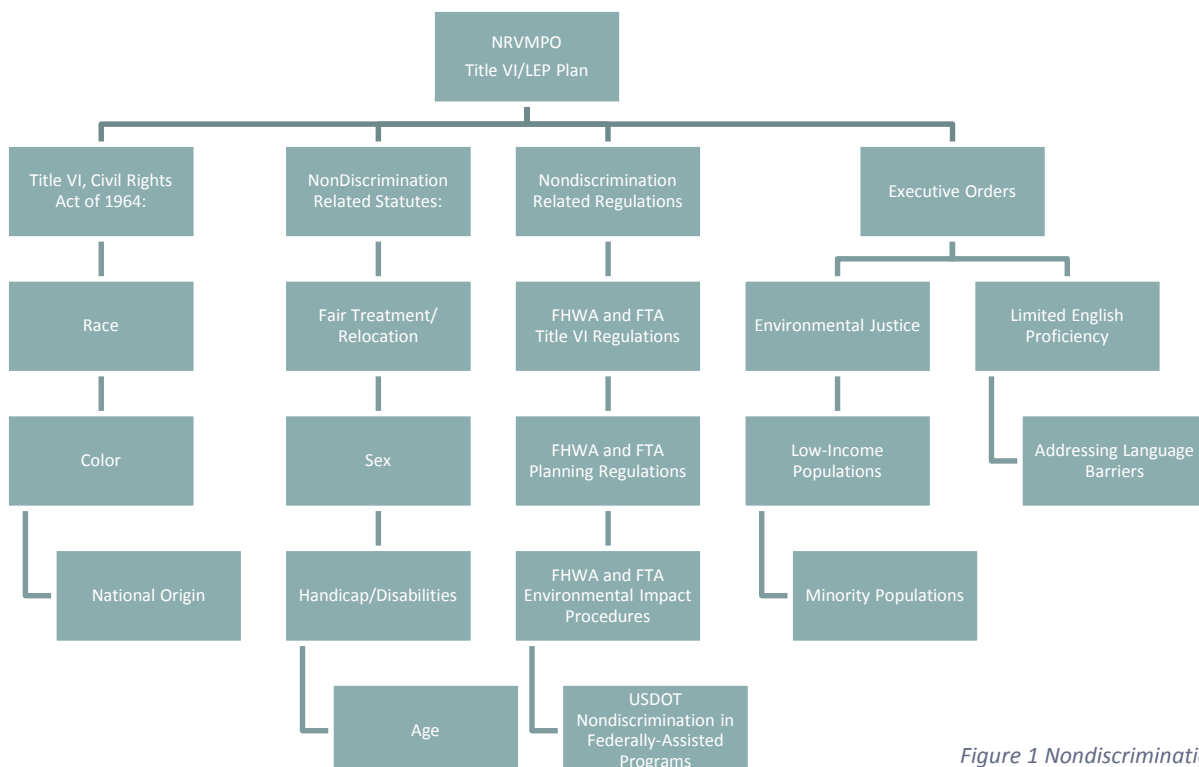 NRVMPO
Title VI/LEP Plan
Title VI, Civil Rights
Act of 1964:
NonDiscrimination
Related Statutes:
Nondiscrimination
Related Regulations
Executive Orders
Race
Fair Treatment/
Relocation
FHWA and FTA
Title VI Regulations
Environmental Justice
Limited English
Proficiency
Color
Sex
FHWA and FTA
Planning Regulations
Low-Income
Populations
Addressing Language
Barriers
National Origin
Handicap/Disabilities
FHWA and FTA
Environmental Impact
Procedures
Minority Populations
Age
USDOT
Nondiscrimination in
Federally-Assisted
Programs
Figure 1